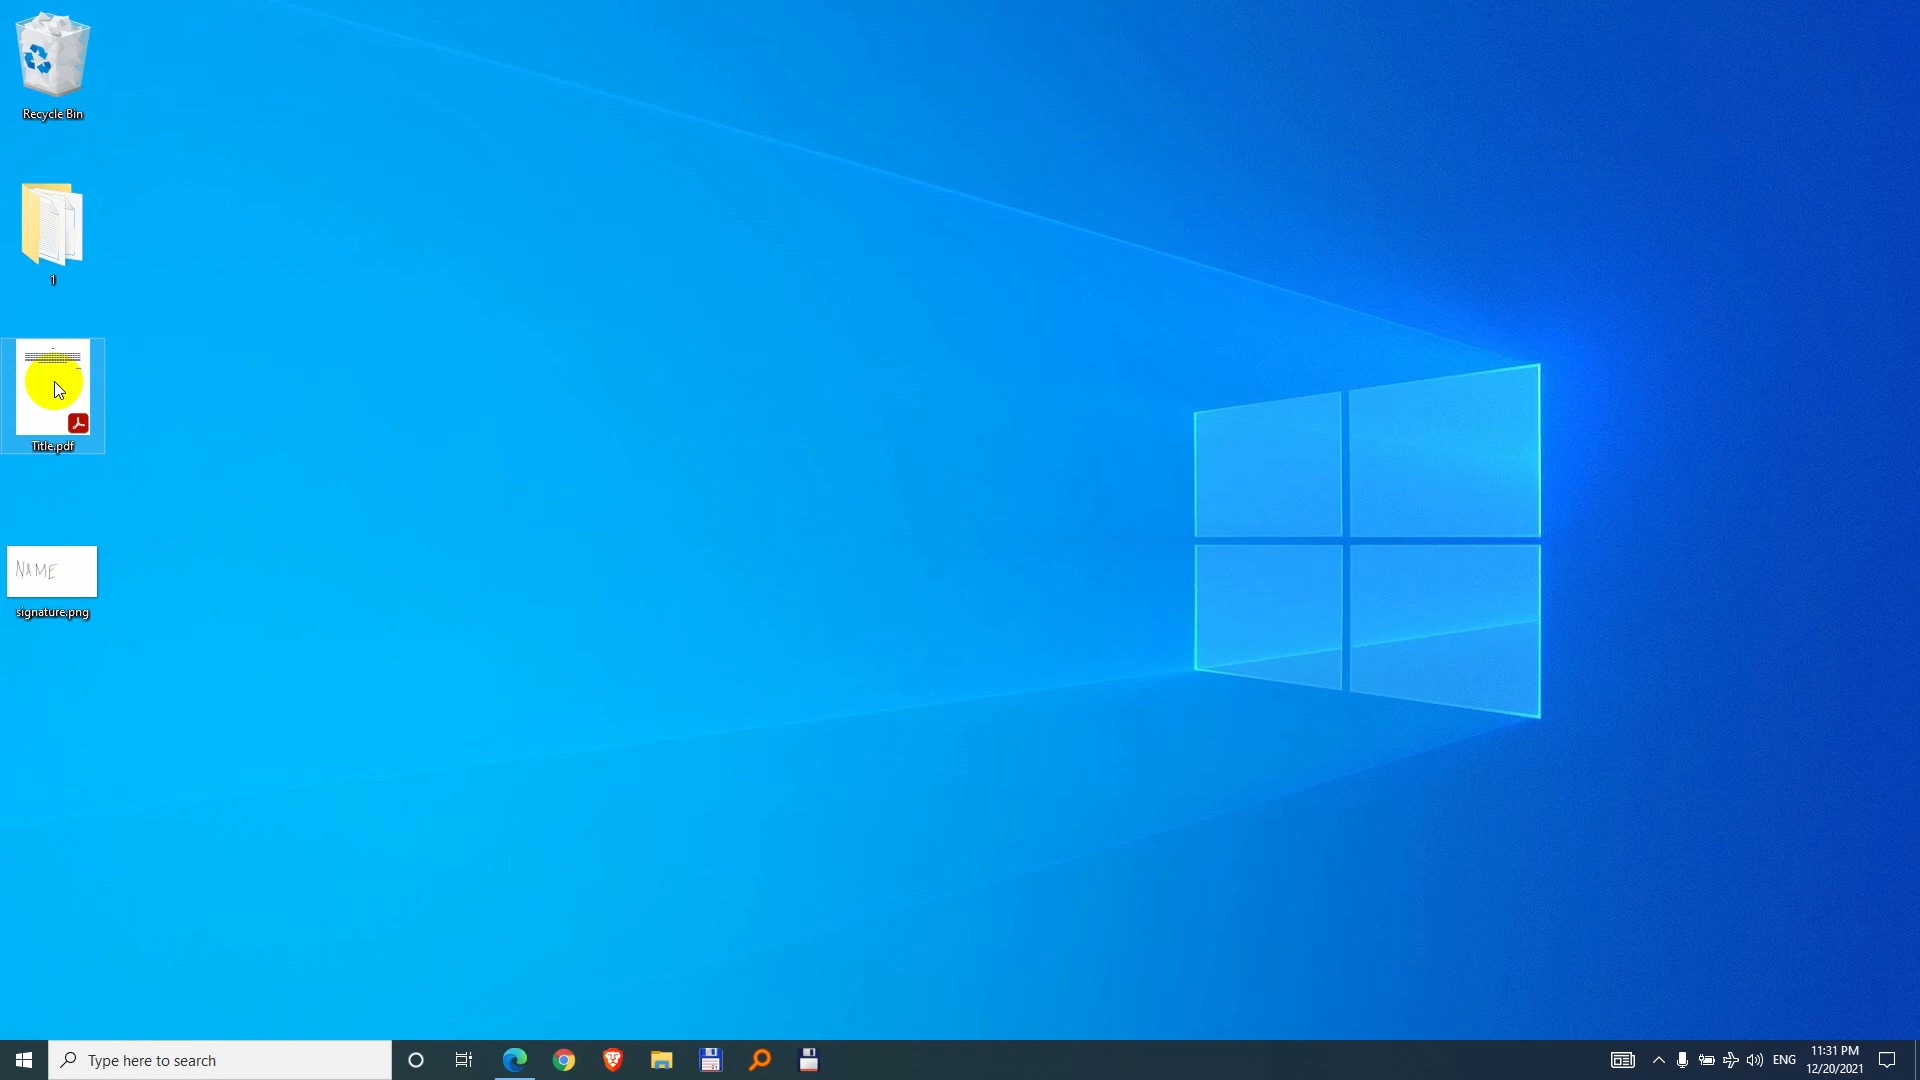 Recycle Bin
1
Title.pdf
NAME
signature.png
Type here to search
ENG
11:31 PM
12/20/2021